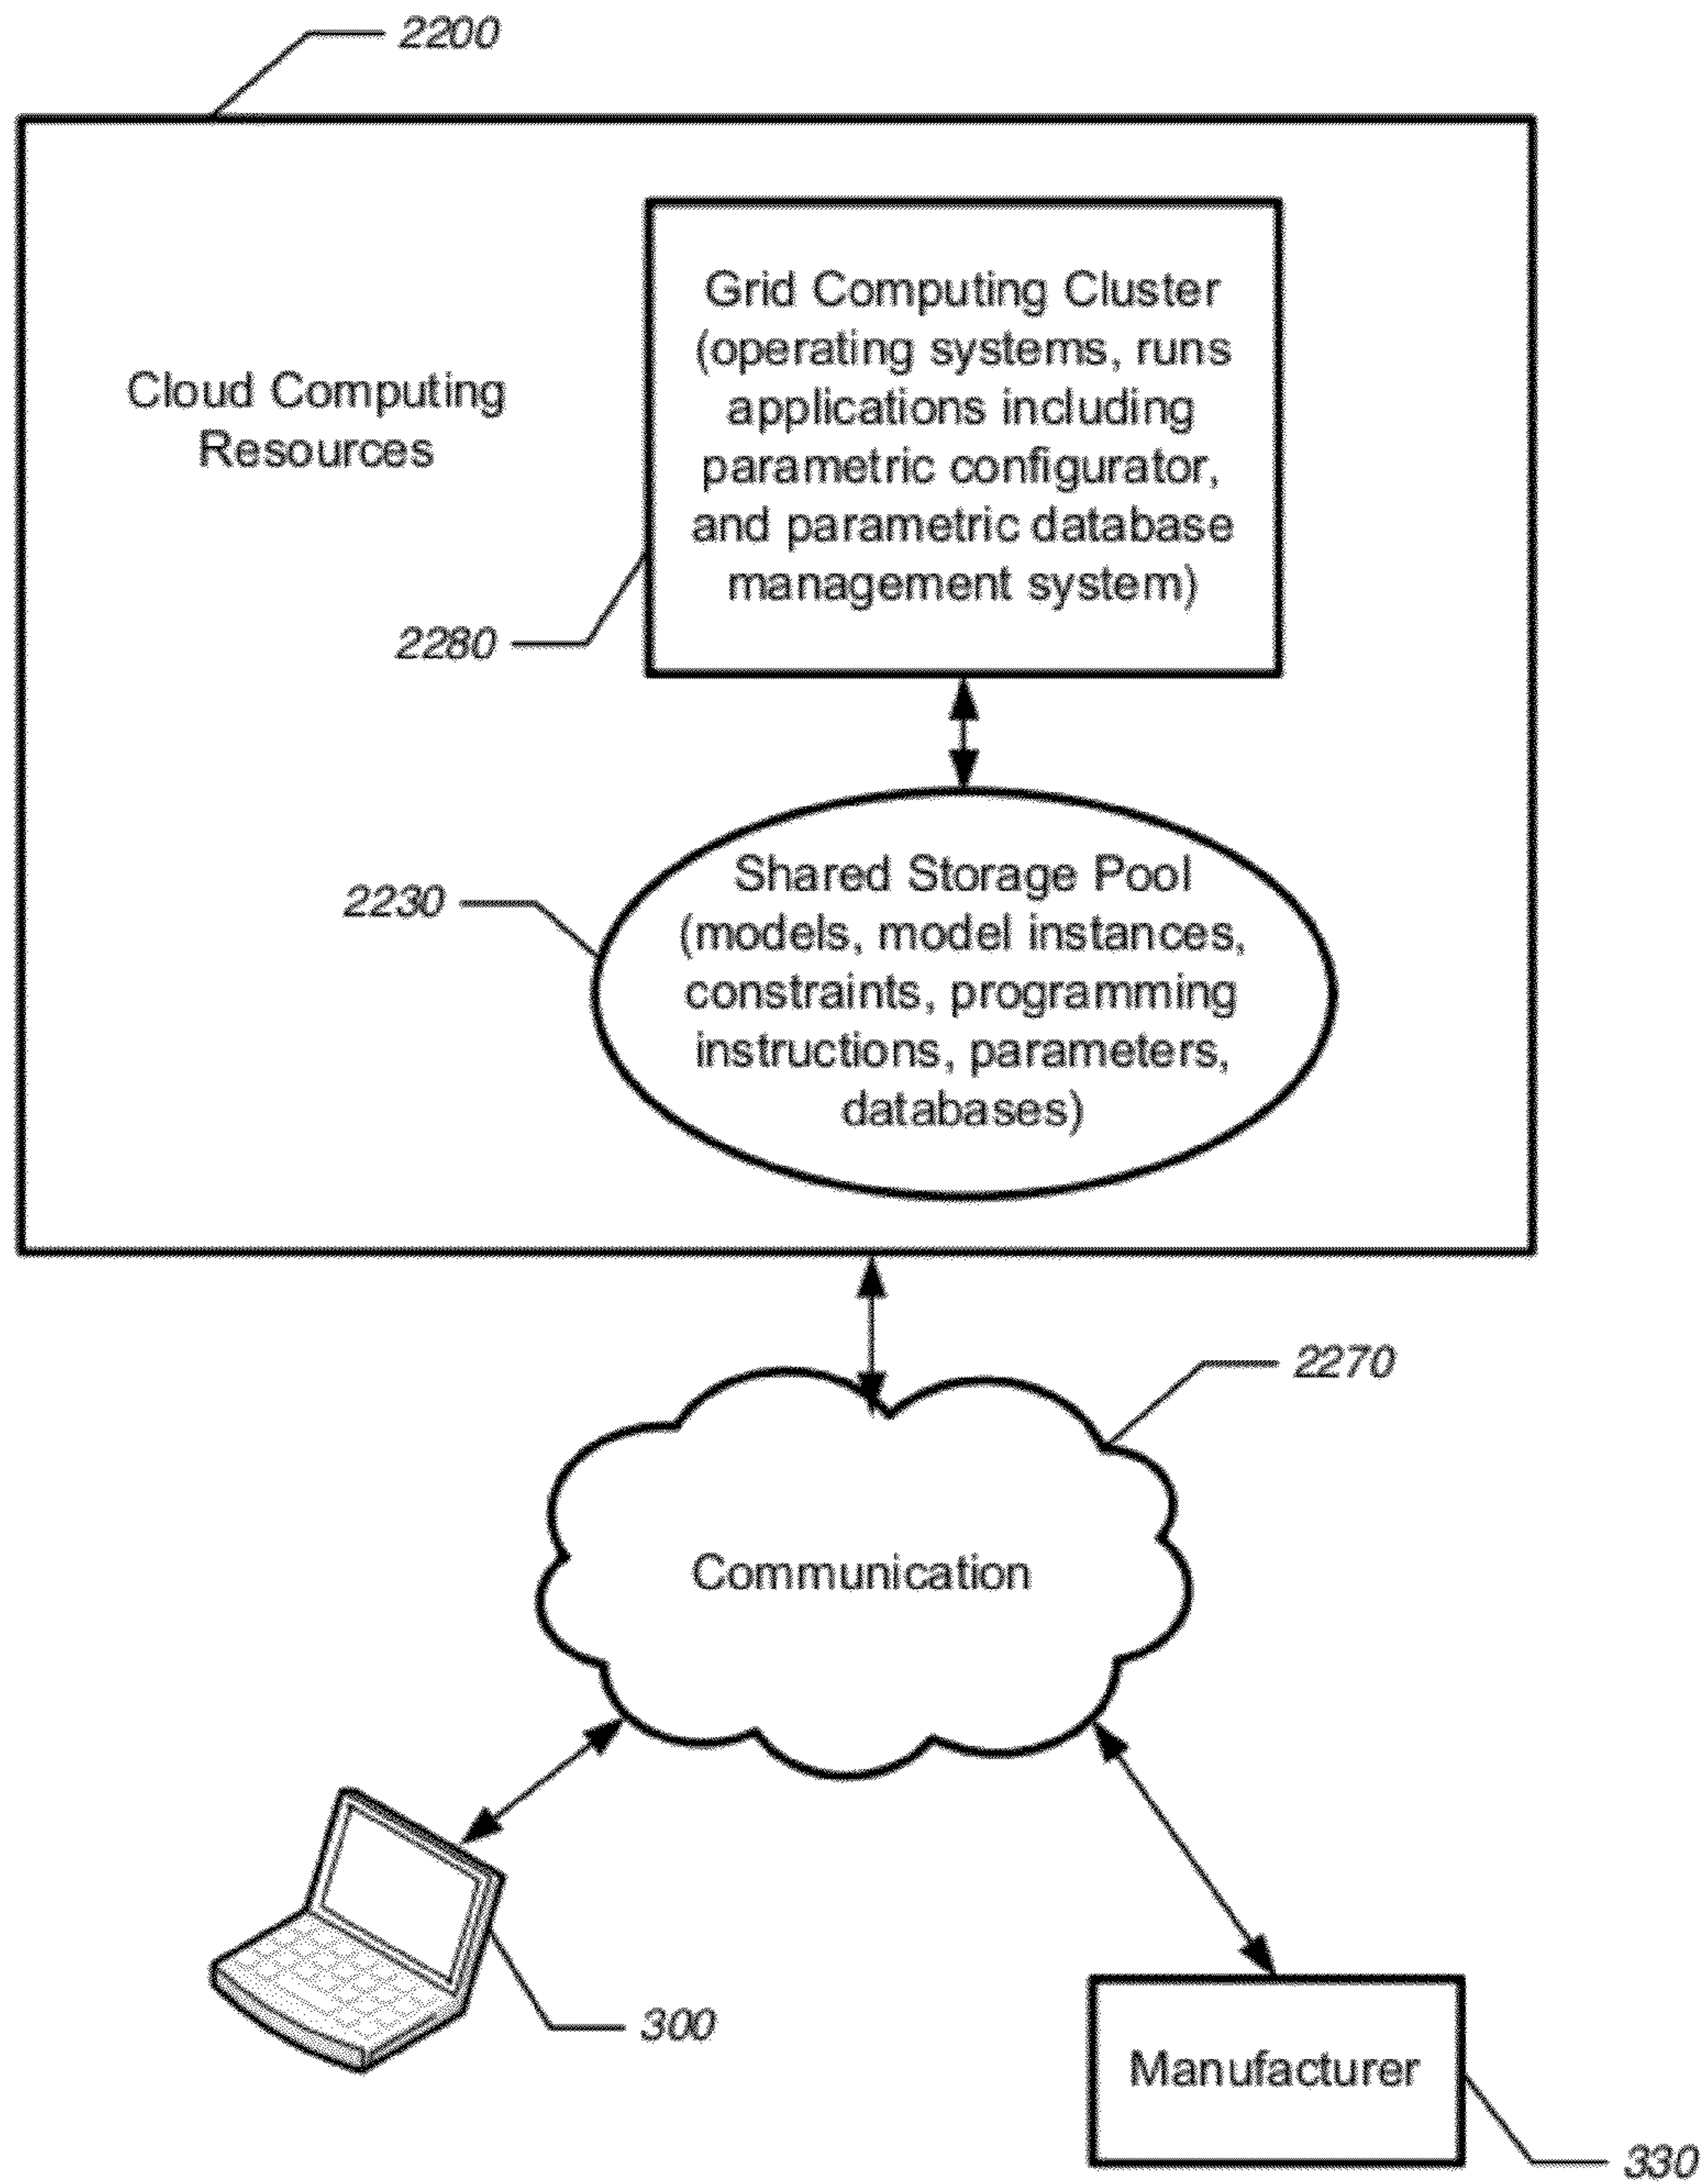 2200
Cloud Computing
Resources
Grid Computing Cluster
(operating systems, runs
applications including
parametric configurator,
and parametric database
management system)
2280
Shared Storage Pool
(models, model instances,
constraints, programming
instructions, parameters,
databases)
2230
2270
Communication
300
Manufacturer
330